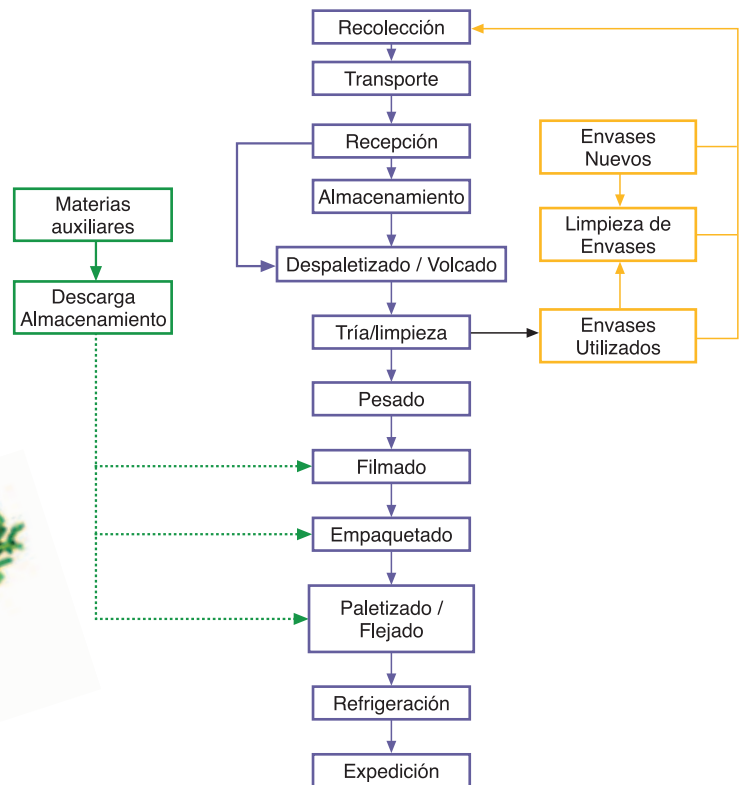 Recolección
Transporte
Recepción
Almacenamiento
Despaletizado / Volcado
Tría/limpieza
Pesado
Filmado
Empaquetado
Paletizado /
Flejado
Refrigeración
Expedición
Materias
auxiliares
Descarga
Almacenamiento
Envases
Nuevos
Limpieza de
Envases
Envases
Utilizados